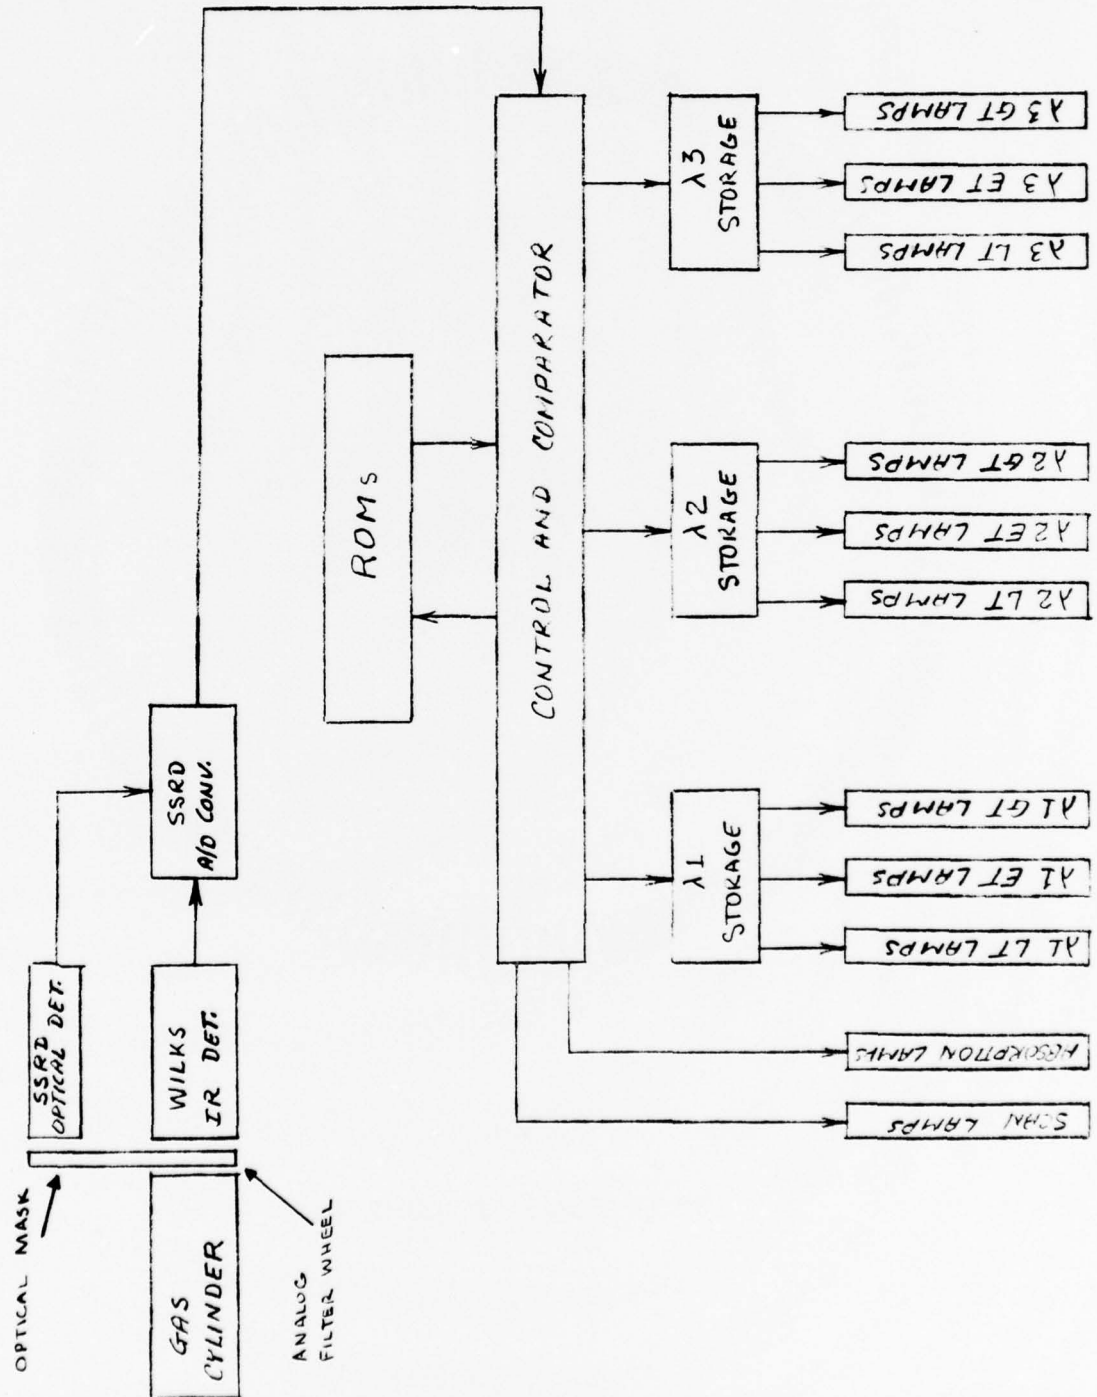 OPTICAL MASK
GAS
CYLINDER
ANALOG
FILTER WHEEL
SSRD
OPTICAL DET.
WILKS
IR DET.
SSRD
A/D CONV.
ROMs
CONTROL AND COMPARATOR
λ1
STORAGE
λ2
STORAGE
λ3
STORAGE
SCAN LAMPS
ABSORPTION LAMPS
λ1 LT LAMPS
λ1 ET LAMPS
λ1 GT LAMPS
λ2 LT LAMPS
λ2 ET LAMPS
λ2 GT LAMPS
λ3 LT LAMPS
λ3 ET LAMPS
λ3 GT LAMPS